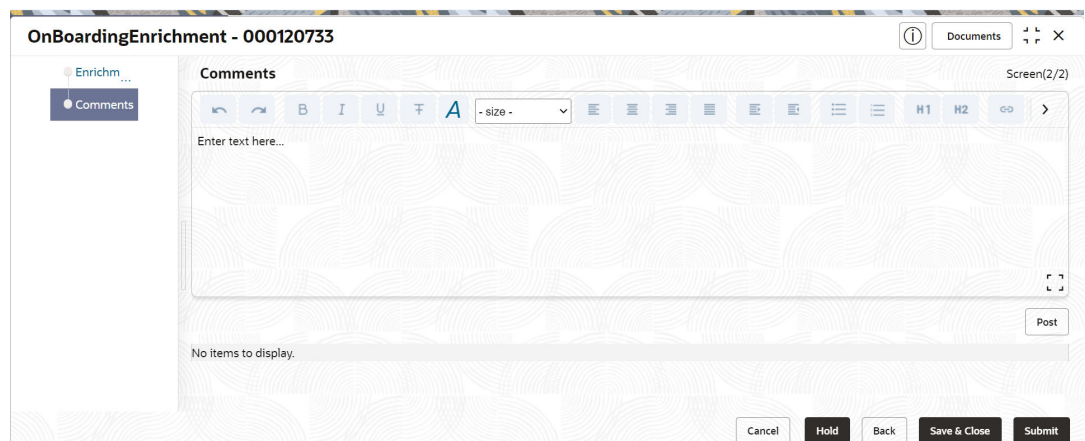 OnBoardingEnrichment - 000120733
Documents
Enrichm...
Comments
Comments
Screen(2/2)
B I U T A - size - H1 H2
Enter text here...
Post
No items to display.
Cancel Hold Back Save & Close Submit